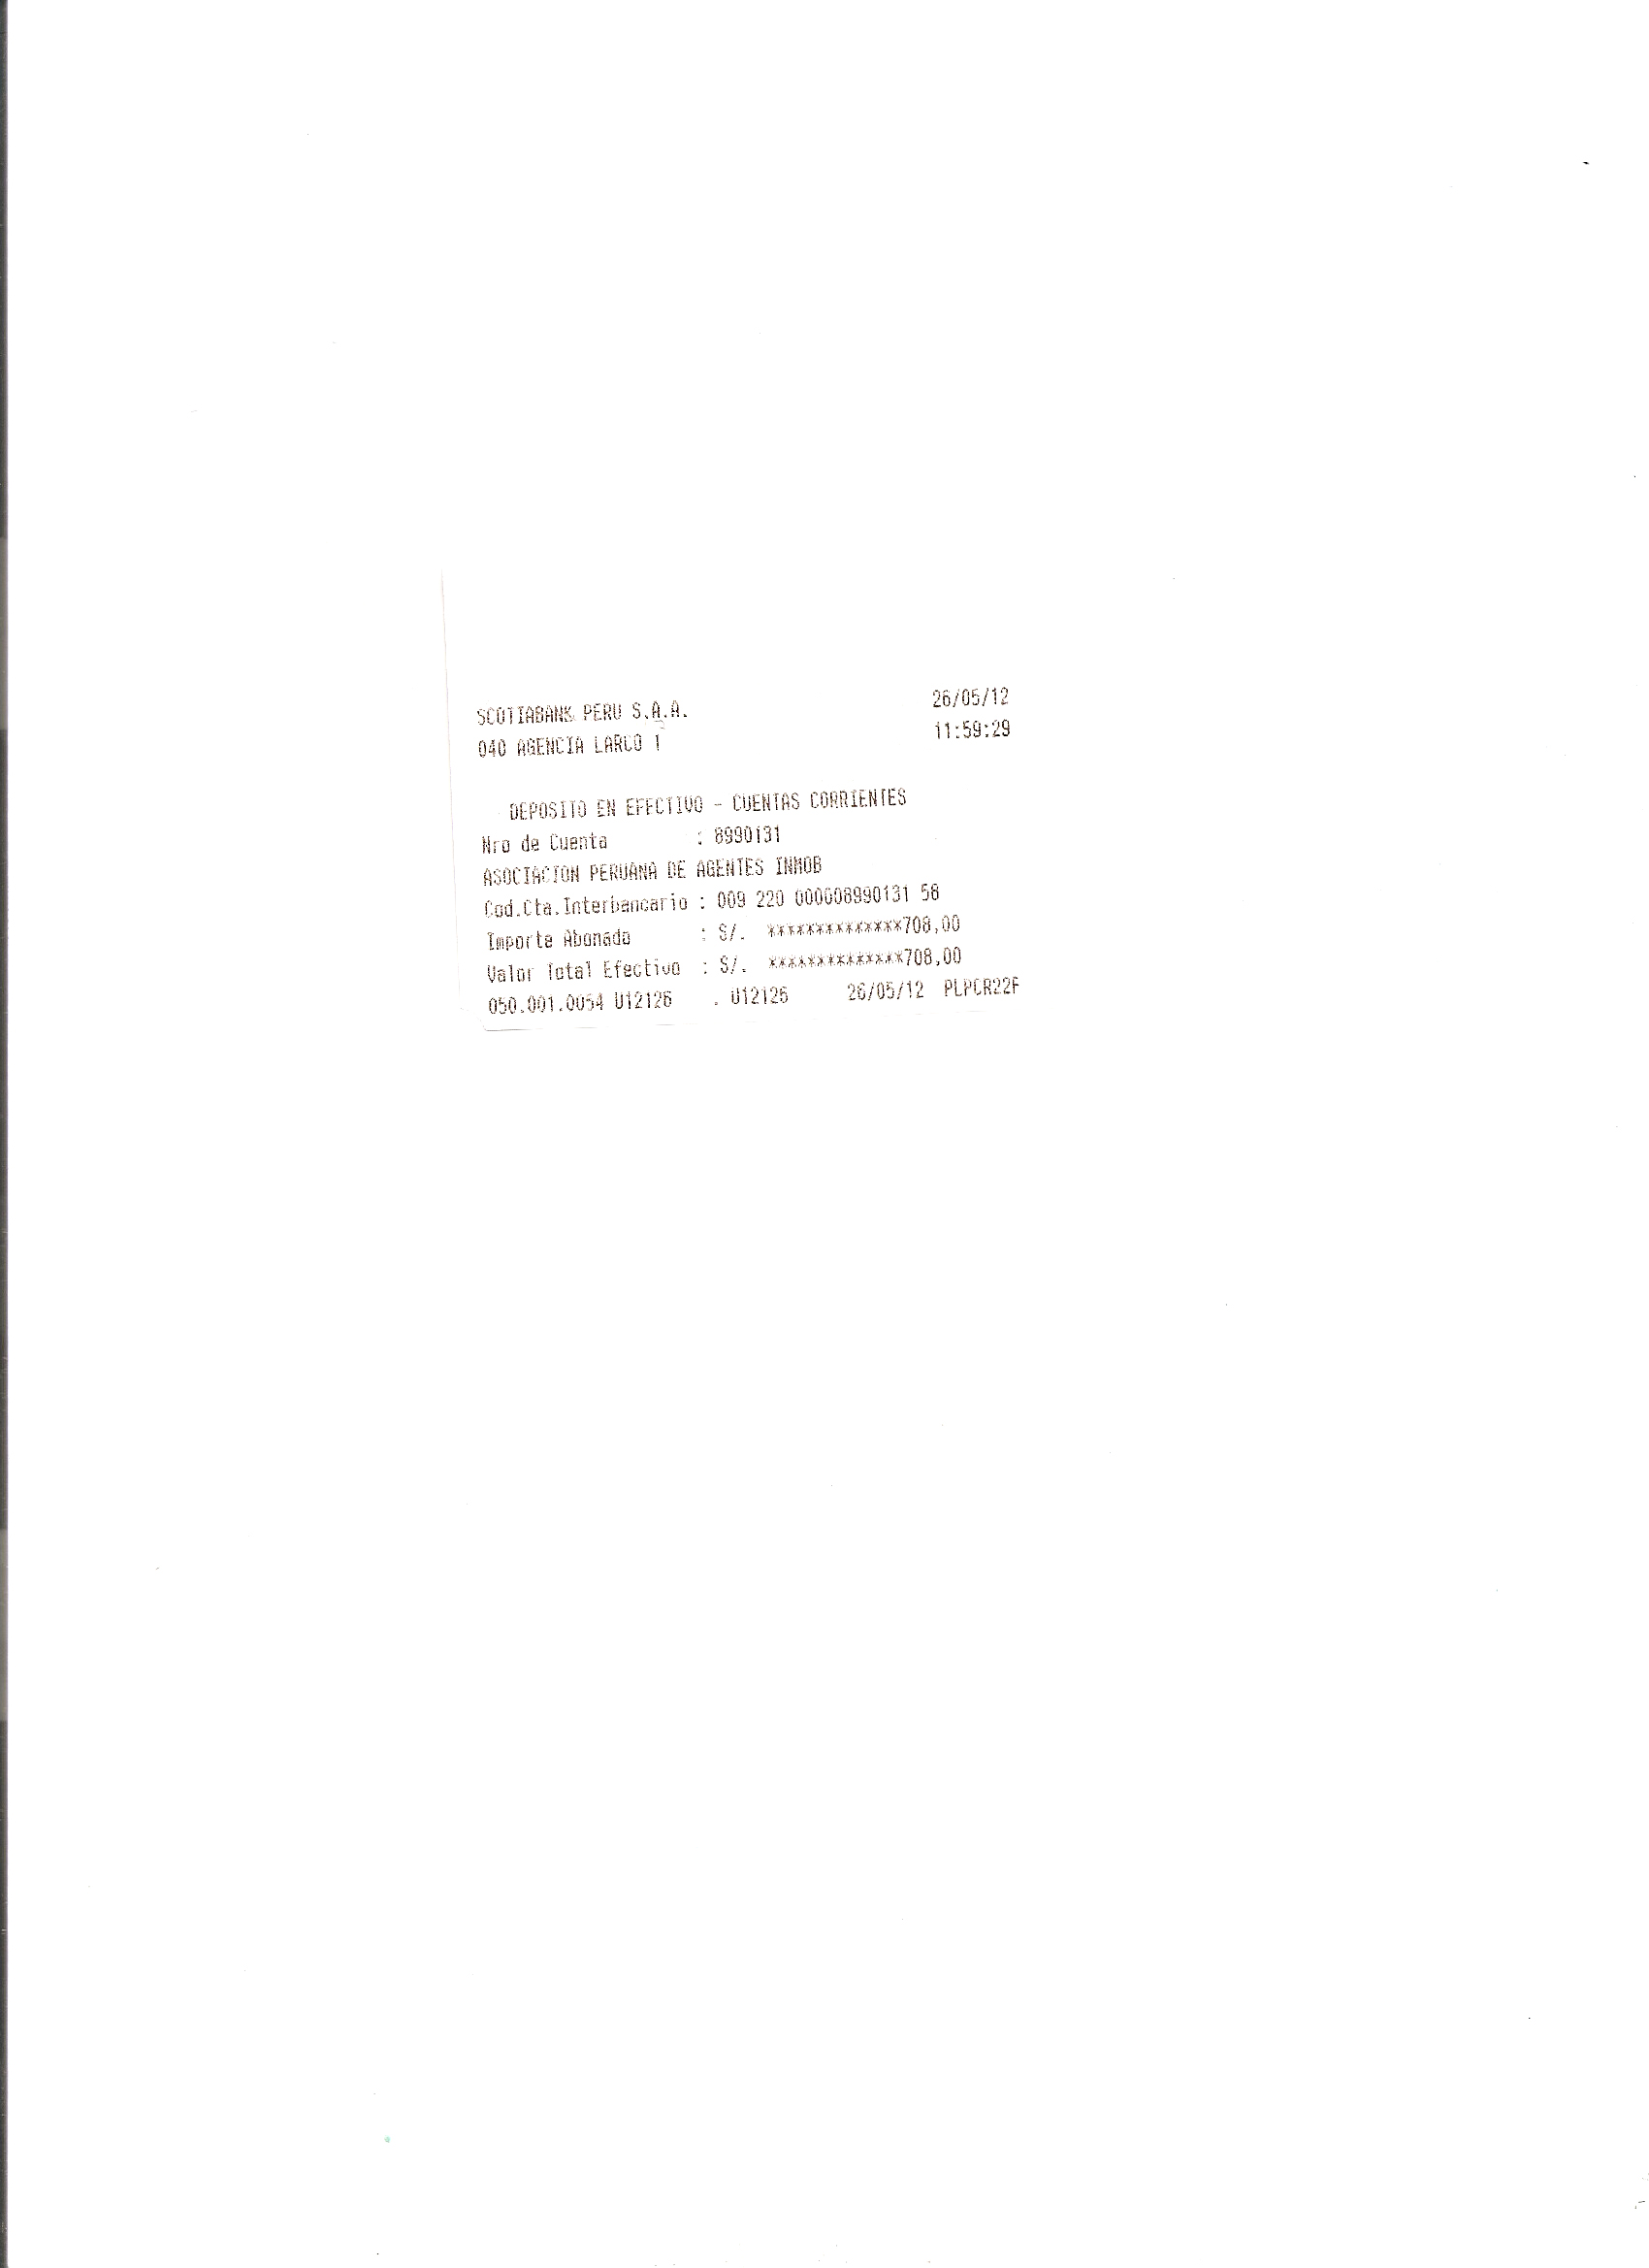 SCOTIABANK PERU S.A.A. 26/05/12
040 AGENCIA LARCO I 11:59:29
DEPOSITO EN EFECTIVO - CUENTAS CORRIENTES
Nro de Cuenta : 8990131
ASOCIACION PERUANA DE AGENTES INMOB
Cod.Cta.Interbancario : 009 220 000008990131 58
Importe Abonado : S/. **************708,00
Valor Total Efectivo : S/. **************708,00
050.001.0054 U12126 . U12126 26/05/12 PLPCR22F